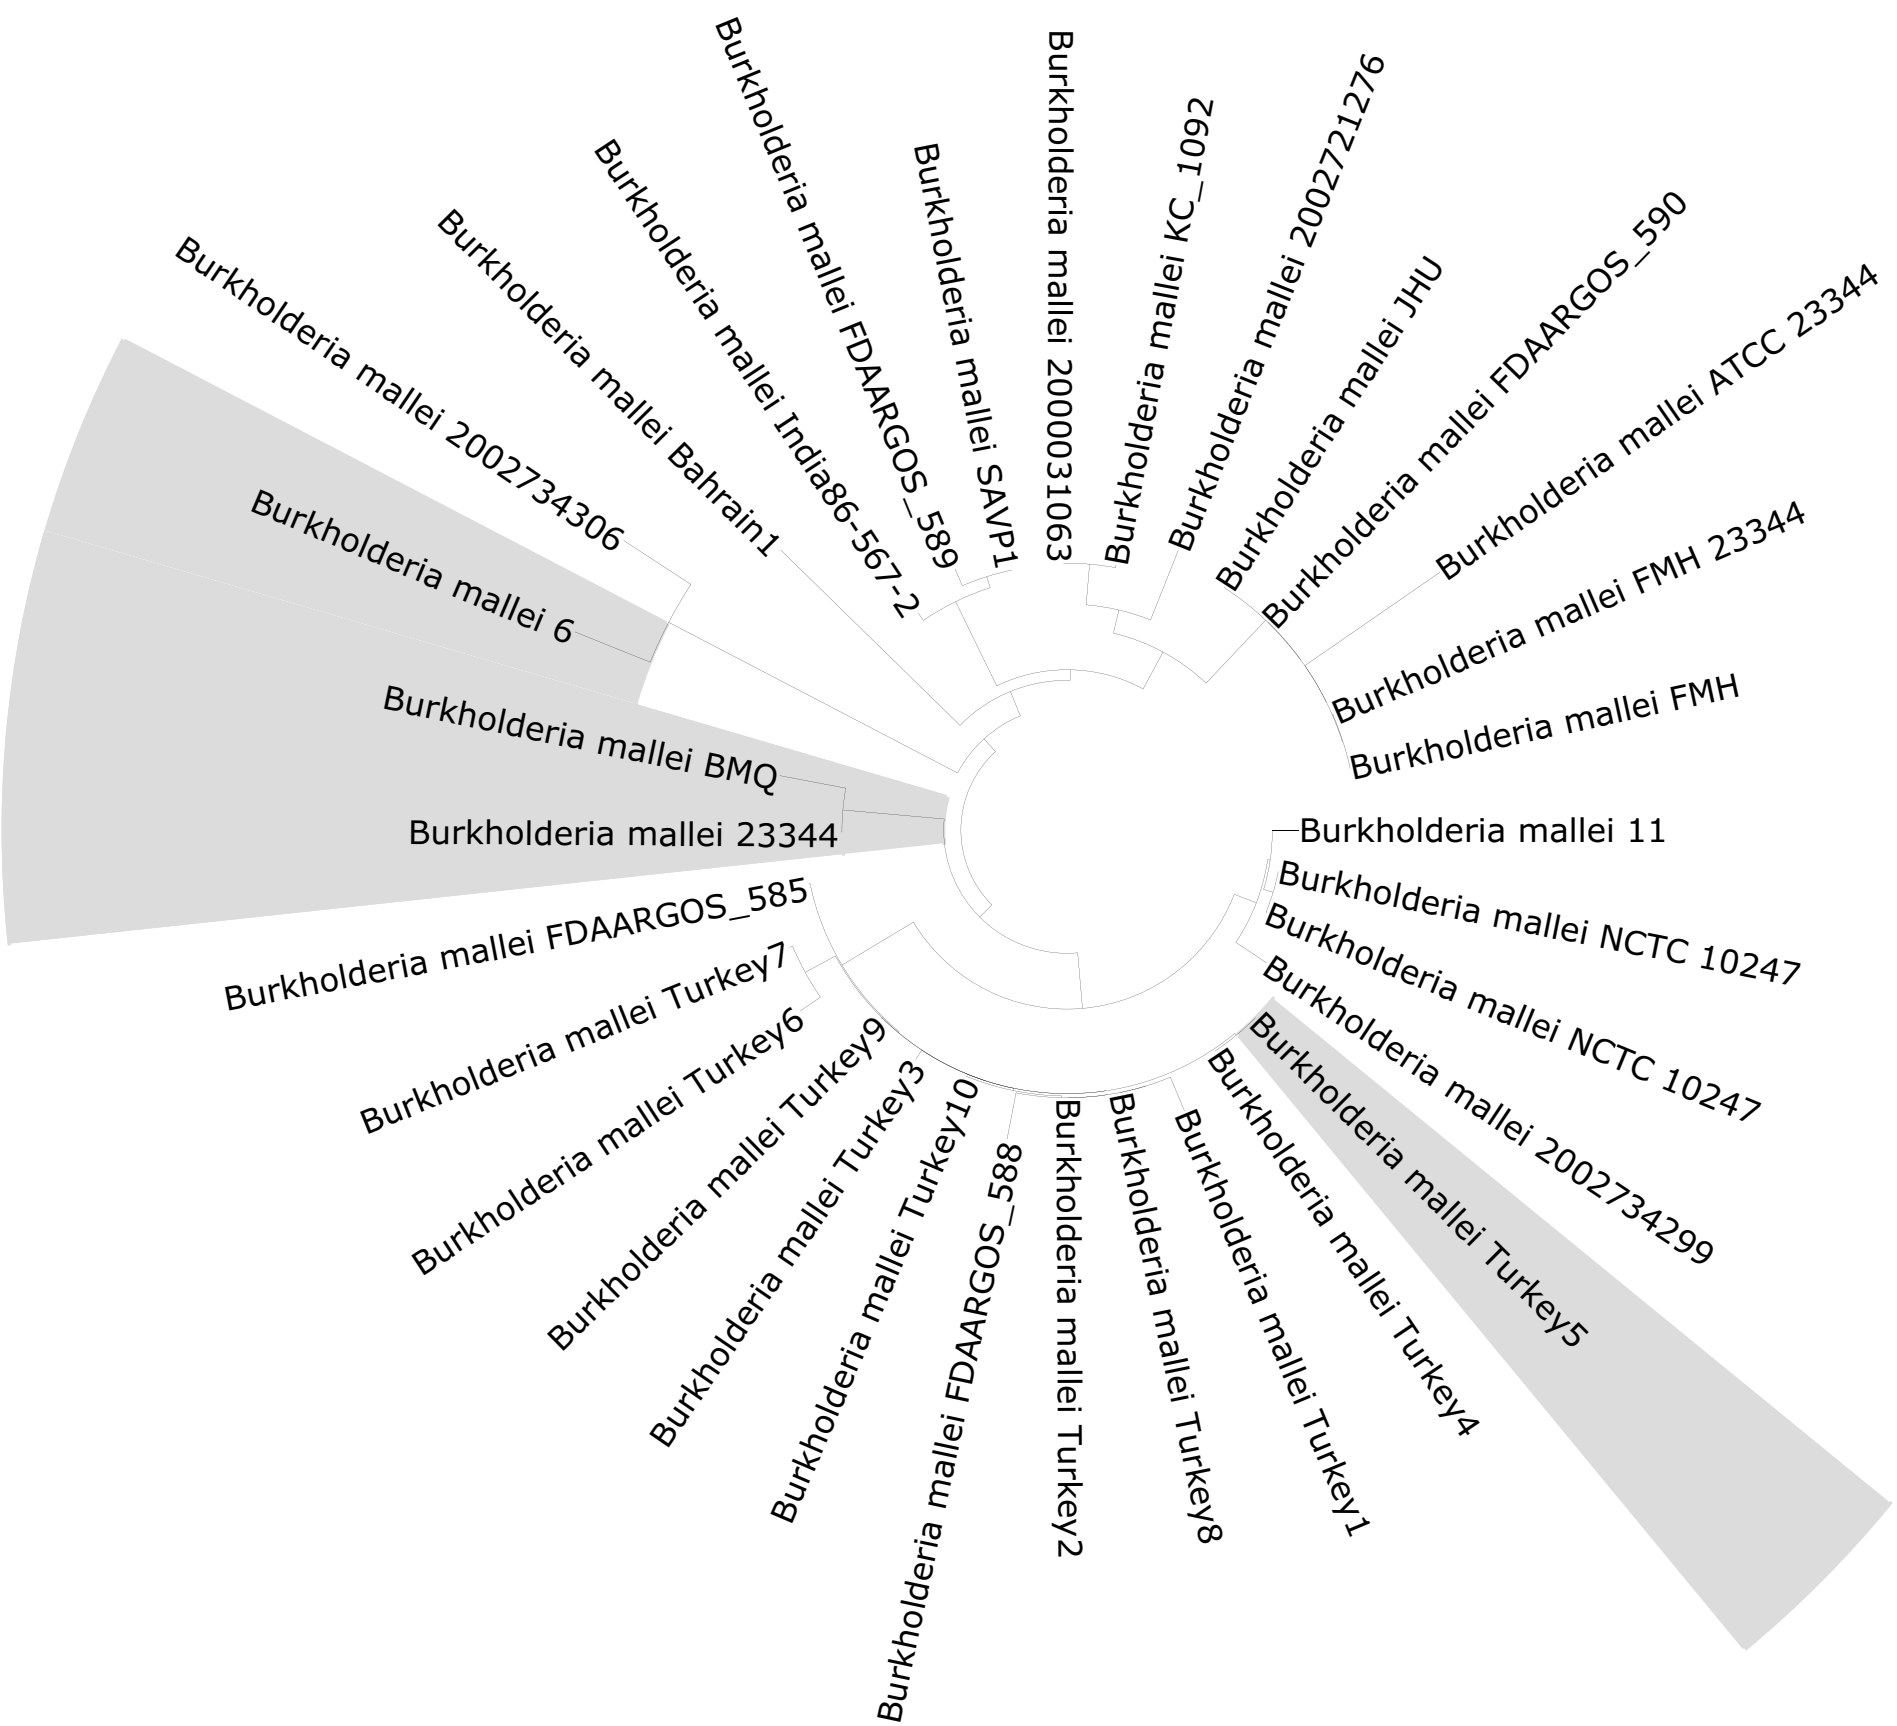 Burkholderia mallei 2000031063
Burkholderia mallei KC_1092
Burkholderia mallei 2002721276
Burkholderia mallei JHU
Burkholderia mallei FDAARGOS_590
Burkholderia mallei ATCC 23344
Burkholderia mallei FMH 23344
Burkholderia mallei FMH
Burkholderia mallei 11
Burkholderia mallei NCTC 10247
Burkholderia mallei NCTC 10247
Burkholderia mallei 2002734299
Burkholderia mallei Turkey5
Burkholderia mallei Turkey4
Burkholderia mallei Turkey1
Burkholderia mallei Turkey8
Burkholderia mallei Turkey2
Burkholderia mallei FDAARGOS_588
Burkholderia mallei Turkey10
Burkholderia mallei Turkey3
Burkholderia mallei Turkey9
Burkholderia mallei Turkey6
Burkholderia mallei Turkey7
Burkholderia mallei FDAARGOS_585
Burkholderia mallei 23344
Burkholderia mallei BMQ
Burkholderia mallei 6
Burkholderia mallei 2002734306
Burkholderia mallei Bahrain1
Burkholderia mallei India86-567-2
Burkholderia mallei FDAARGOS_589
Burkholderia mallei SAVP1